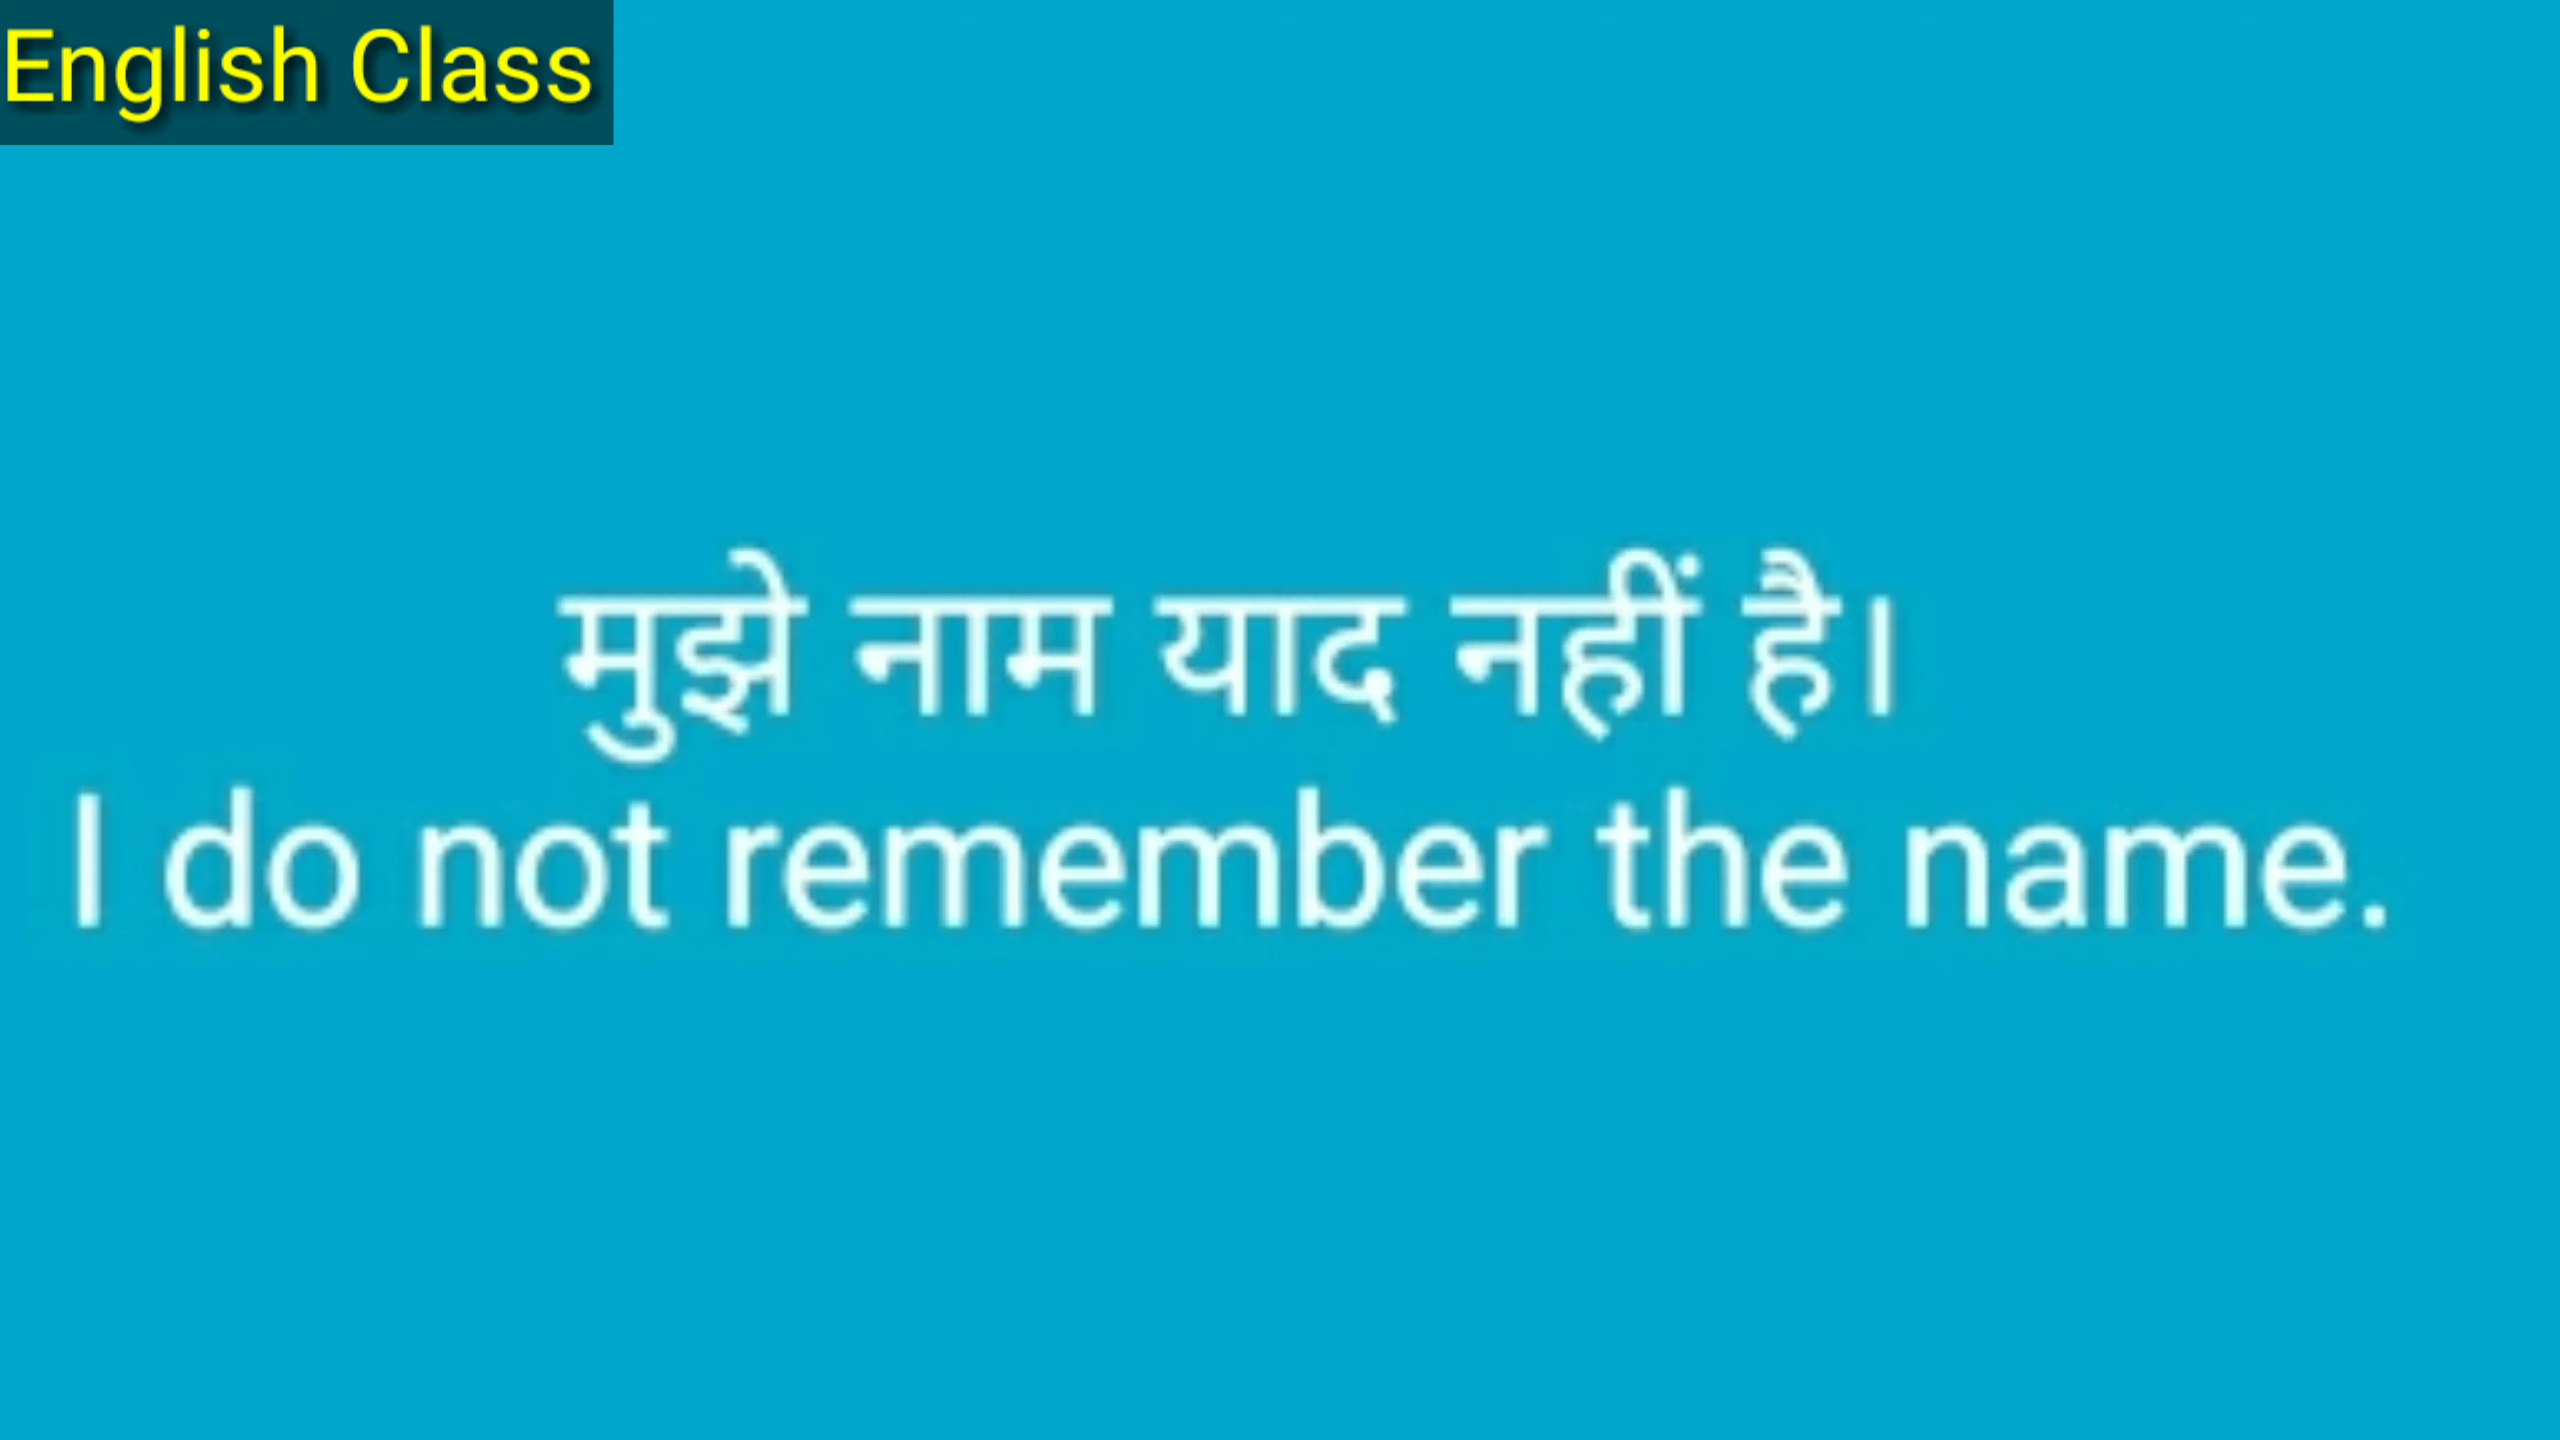 English Class
मुझे नाम याद नहीं है।
I do not remember the name.